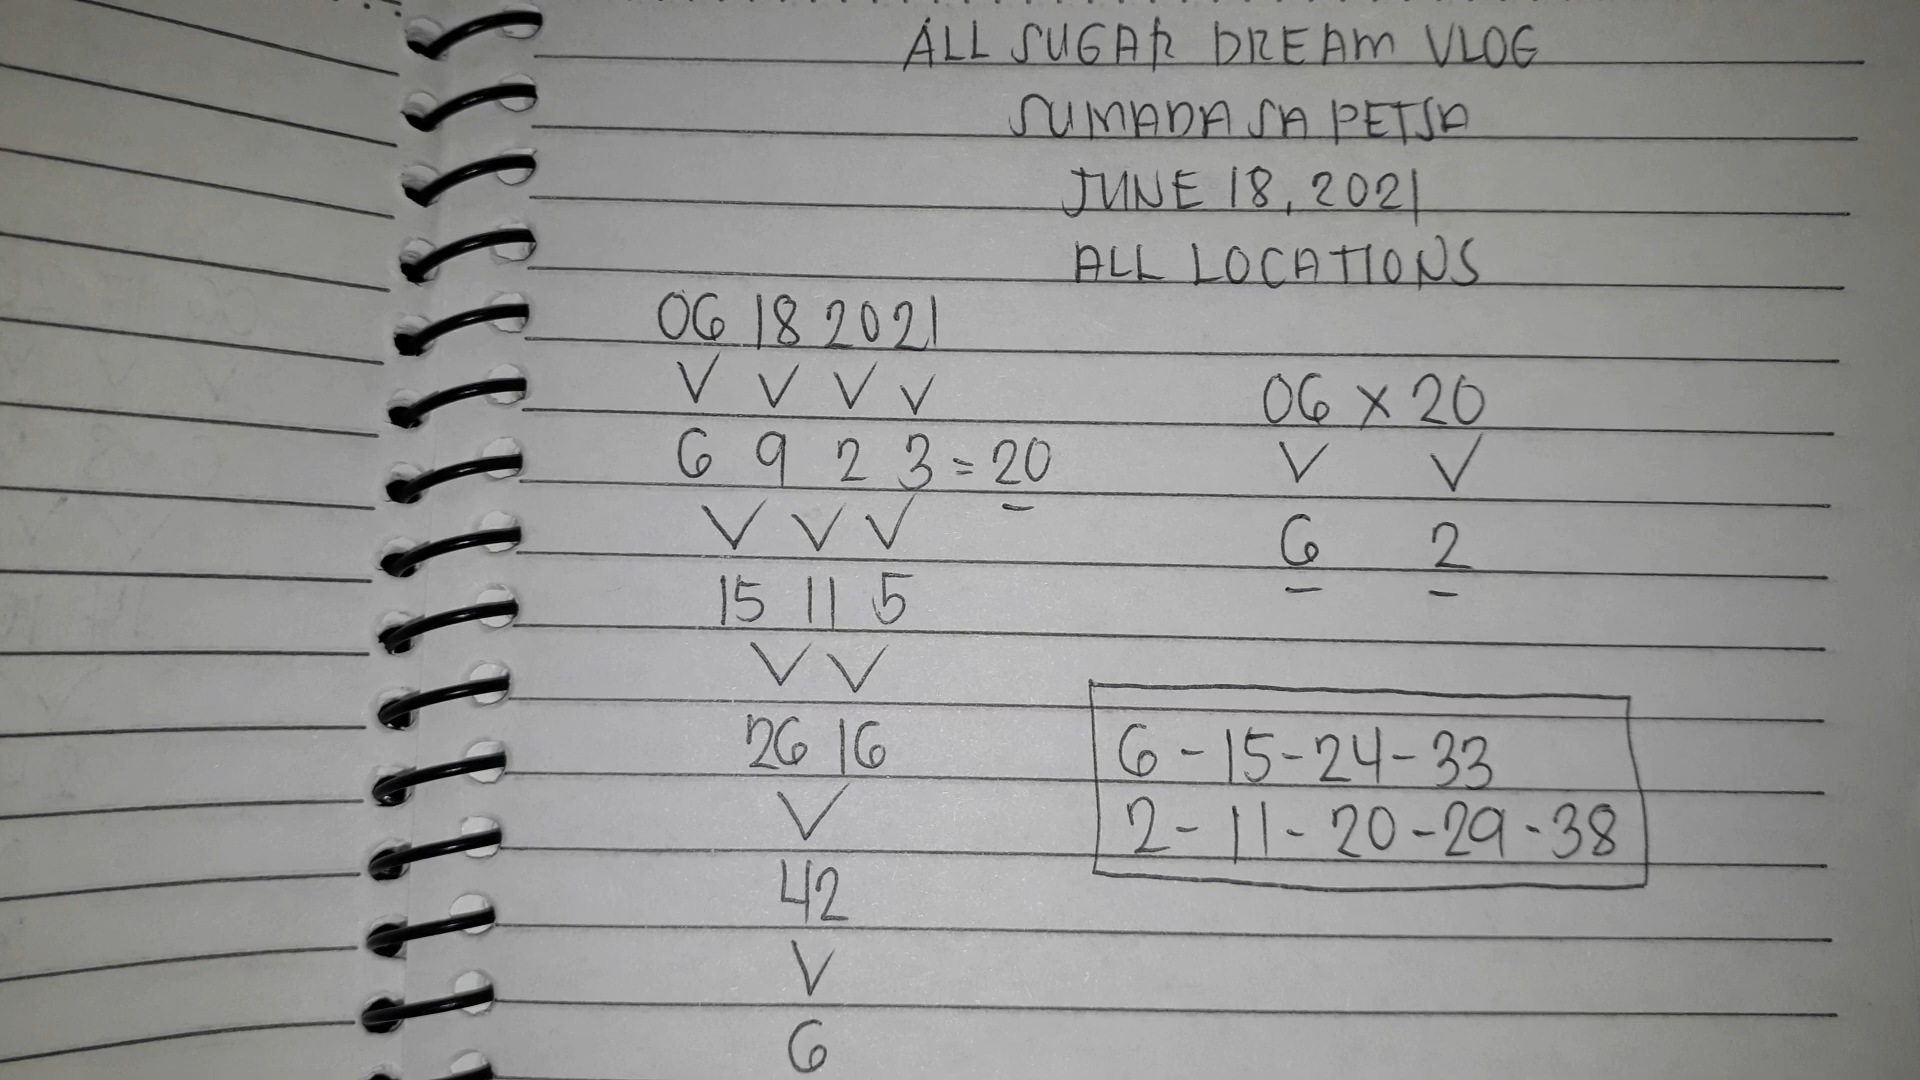 ALL SUGAR DREAM VLOG
SUMADA SA PETSA
JUNE 18, 2021
ALL LOCATIONS
06 18 2021
V V V V
6 9 2 3 = 20
V V V
15 11 5
V V
26 16
V
42
V
6
06 x 20
V V
6 2
6 - 15 - 24 - 33
2 - 11 - 20 - 29 - 38